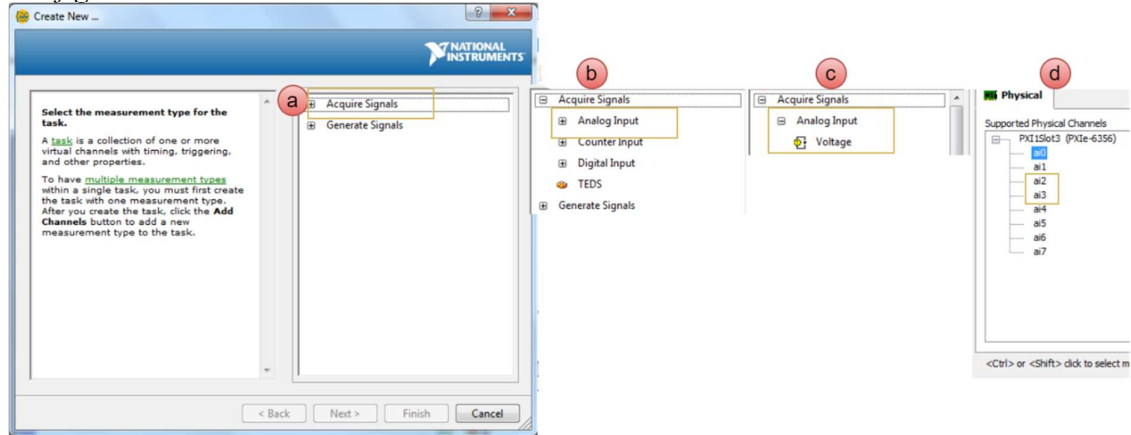 Create New ...
NATIONAL
INSTRUMENTS
Select the measurement type for the
task.
A task is a collection of one or more
virtual channels with timing, triggering,
and other properties.
To have multiple measurement types
within a single task, you must first create
the task with one measurement type.
After you create the task, click the Add
Channels button to add a new
measurement type to the task.
a
Acquire Signals
Generate Signals
< Back
Next >
Finish
Cancel
b
Acquire Signals
Analog Input
Counter Input
Digital Input
TEDS
Generate Signals
c
Acquire Signals
Analog Input
Voltage
d
Physical
Supported Physical Channels
PXI1Slot3 (PXIe-6356)
ai0
ai1
ai2
ai3
ai4
ai5
ai6
ai7
<Ctrl> or <Shift> click to select m